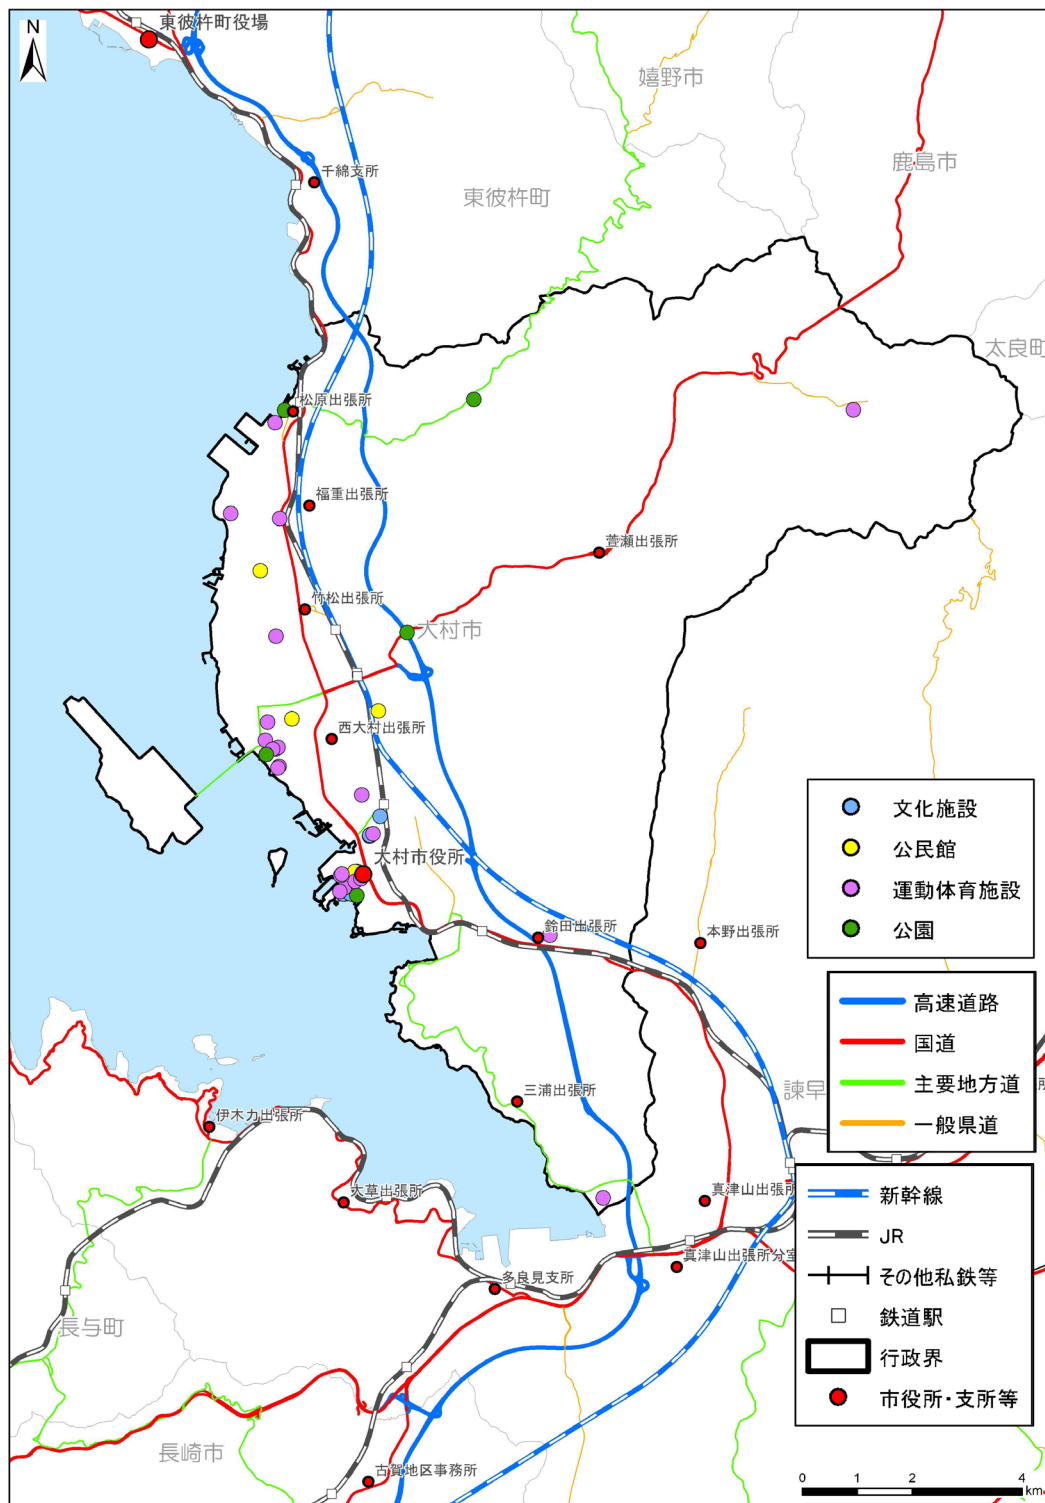 N
東彼杵町役場
嬉野市
鹿島市
千綿支所
東彼杵町
太良町
松原出張所
福重出張所
萱瀬出張所
竹松出張所
大村市
西大村出張所
大村市役所
鈴田出張所
本野出張所
三浦出張所
諫早
所
伊木力出張所
大草出張所
真津山出張所
真津山出張所分室
多良見支所
長与町
長崎市
古賀地区事務所
文化施設
公民館
運動体育施設
公園
高速道路
国道
主要地方道
一般県道
新幹線
JR
その他私鉄等
鉄道駅
行政界
市役所・支所等
0 1 2 4
km